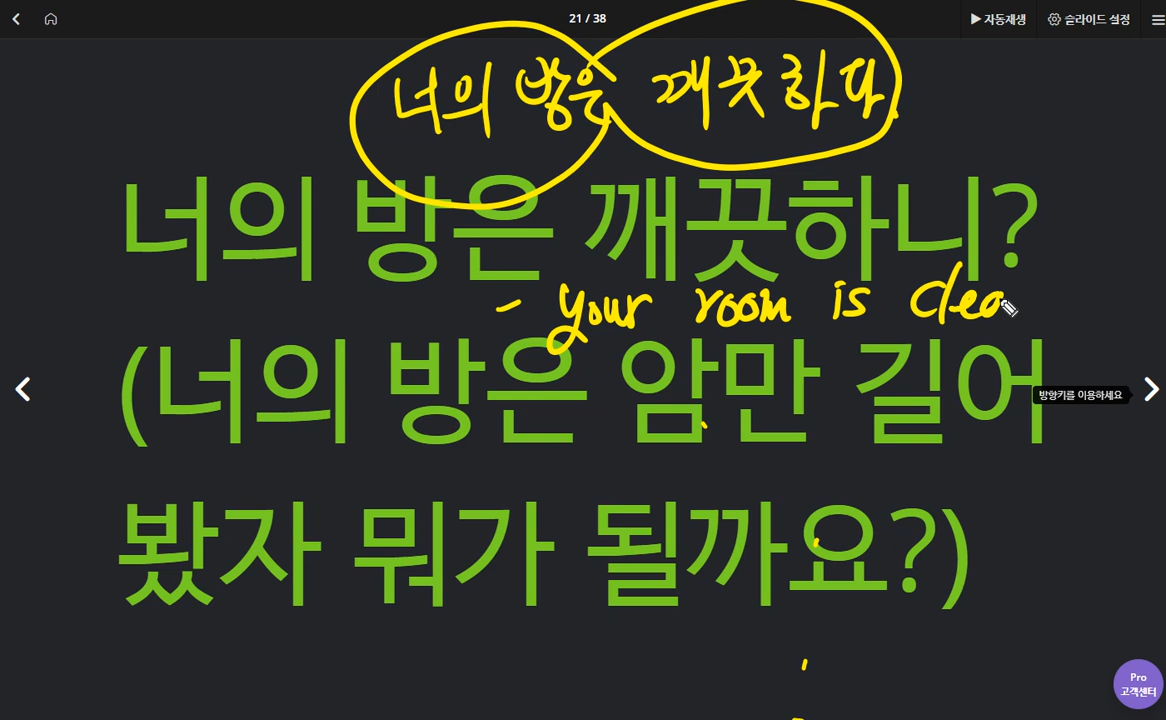 21 / 38
▶자동재생
슬라이드 설정
너의 방은 깨끗하다
너의 방은 깨끗하니?
- your room is clea
(너의 방은 암만 길어
방향키를 이용하세요
봤자 뭐가 될까요?)
Pro
고객센터